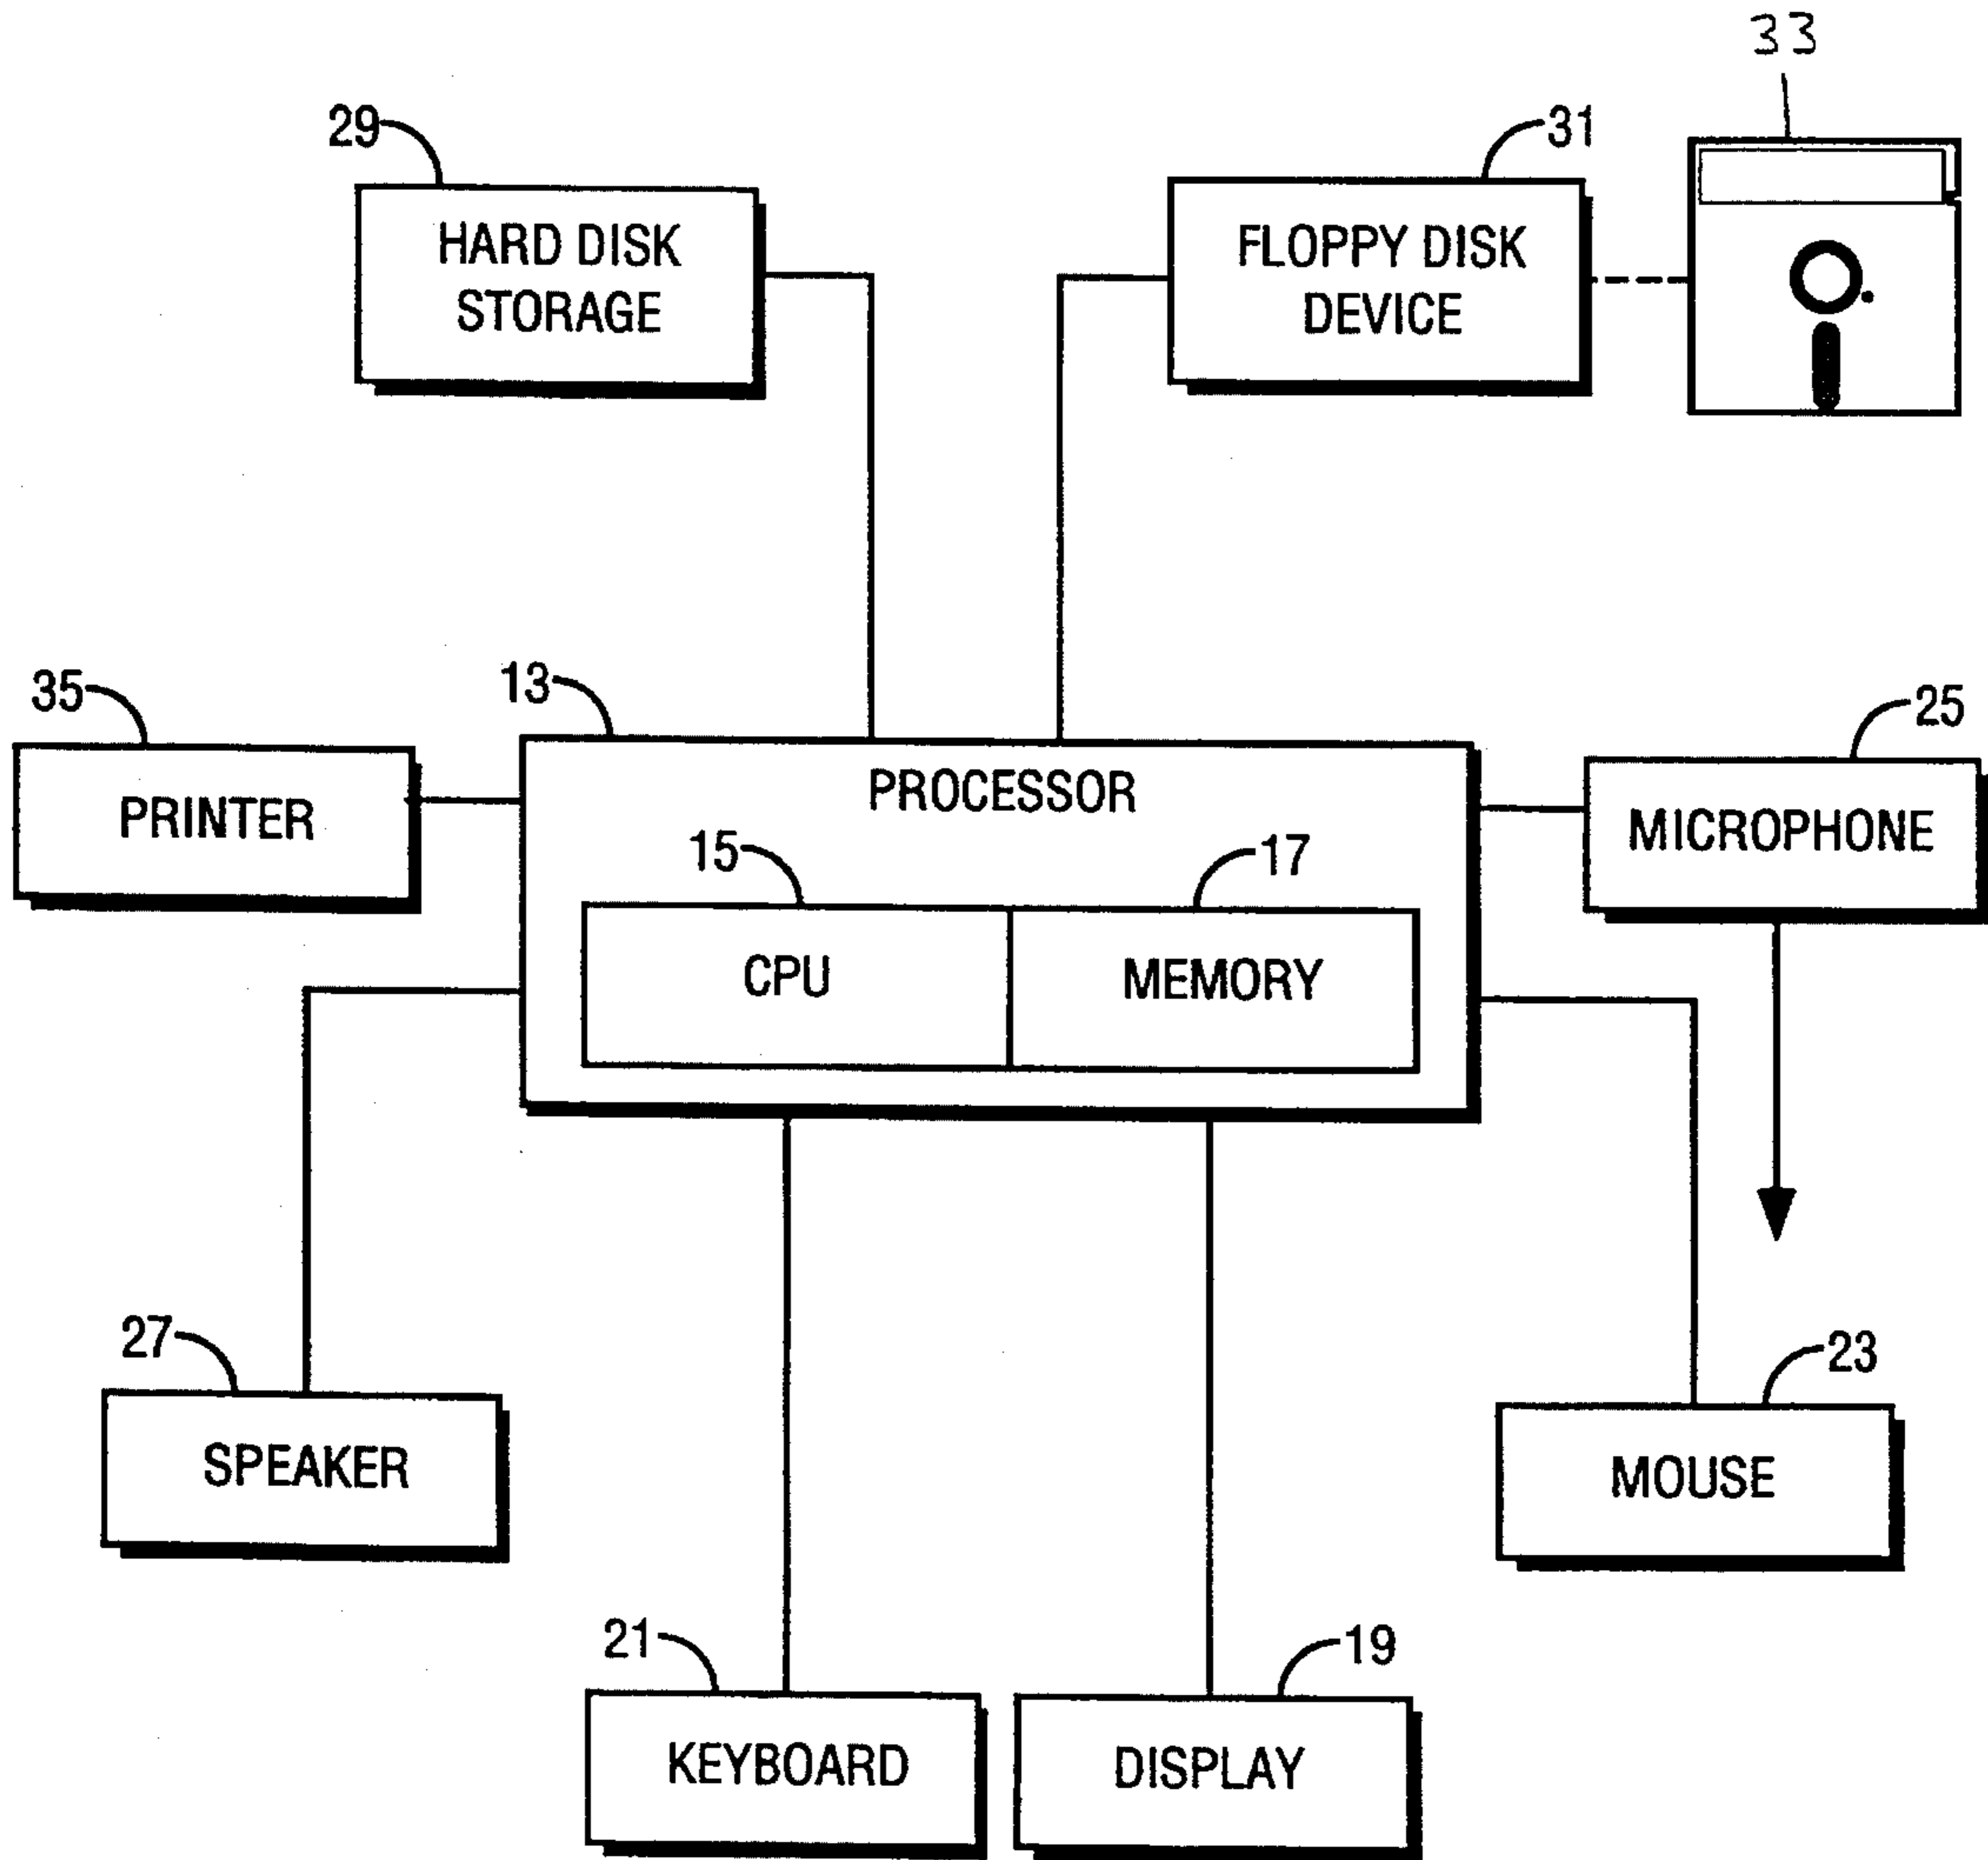 33
29
31
HARD DISK
STORAGE
FLOPPY DISK
DEVICE
35
13
25
PRINTER
PROCESSOR
MICROPHONE
15
17
CPU
MEMORY
27
23
SPEAKER
MOUSE
21
19
KEYBOARD
DISPLAY